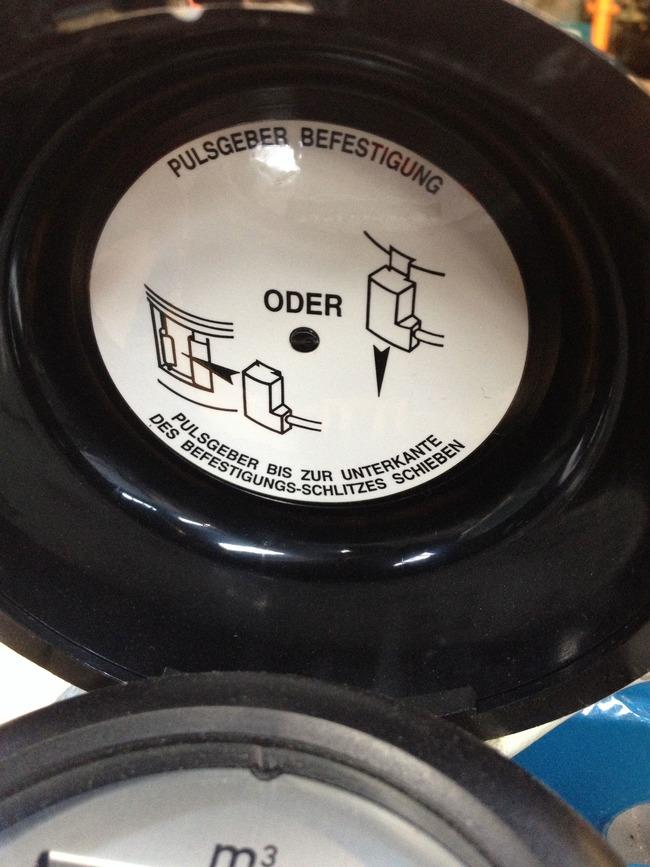 PULSGEBER BEFESTIGUNG
ODER
PULSGEBER BIS ZUR UNTERKANTE
DES BEFESTIGUNGS-SCHLITZES SCHIEBEN
m³